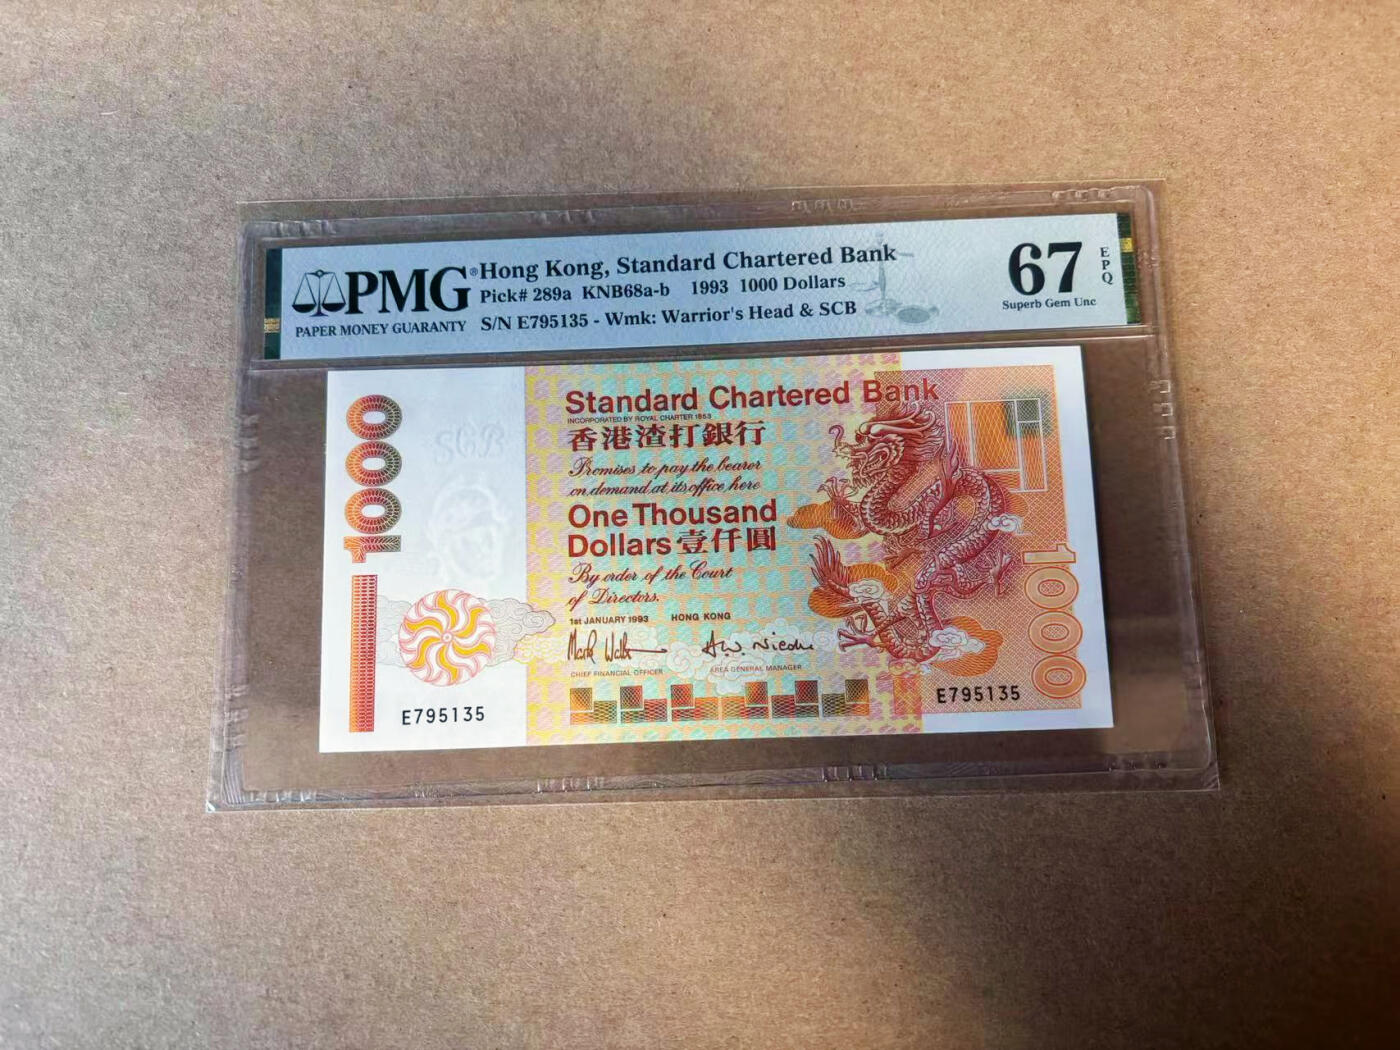 PMG®
PAPER MONEY GUARANTY
Hong Kong, Standard Chartered Bank
Pick# 289a KNB68a-b 1993 1000 Dollars
S/N E795135 - Wmk: Warrior's Head & SCB
67
EPQ
Superb Gem Unc
1000
SCB
Standard Chartered Bank
INCORPORATED BY ROYAL CHARTER 1853
香港渣打銀行
Promises to pay the bearer
on demand at its office here
One Thousand
Dollars 壹仟圓
By order of the Court
of Directors.
1st JANUARY 1993 HONG KONG
CHIEF FINANCIAL OFFICER AREA GENERAL MANAGER
E795135
E795135
1000